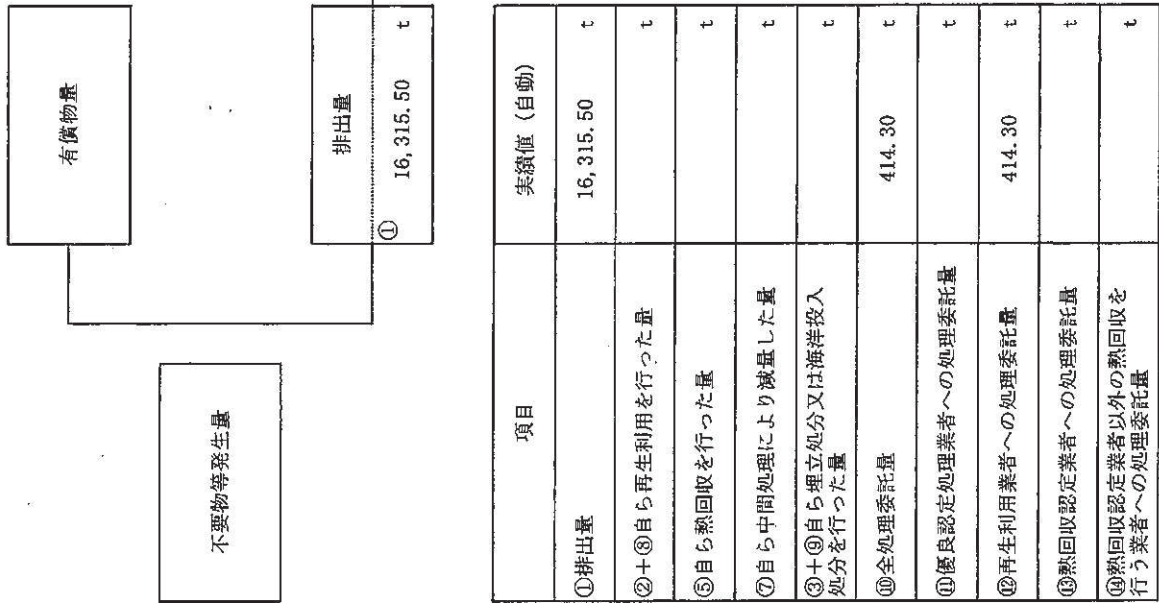 有償物量
不要物等発生量
排出量
① 16,315.50 t
項目 実績値（自動）
①排出量 16,315.50 t
②＋⑧自ら再生利用を行った量 t
⑤自ら熱回収を行った量 t
⑦自ら中間処理により減量した量 t
③＋⑨自ら埋立処分又は海洋投入
処分を行った量 t
⑩全処理委託量 414.30 t
⑪優良認定処理業者への処理委託量 t
⑫再生利用業者への処理委託量 414.30 t
⑬熱回収認定業者への処理委託量 t
⑭熱回収認定業者以外の熱回収を
行う業者への処理委託量 t